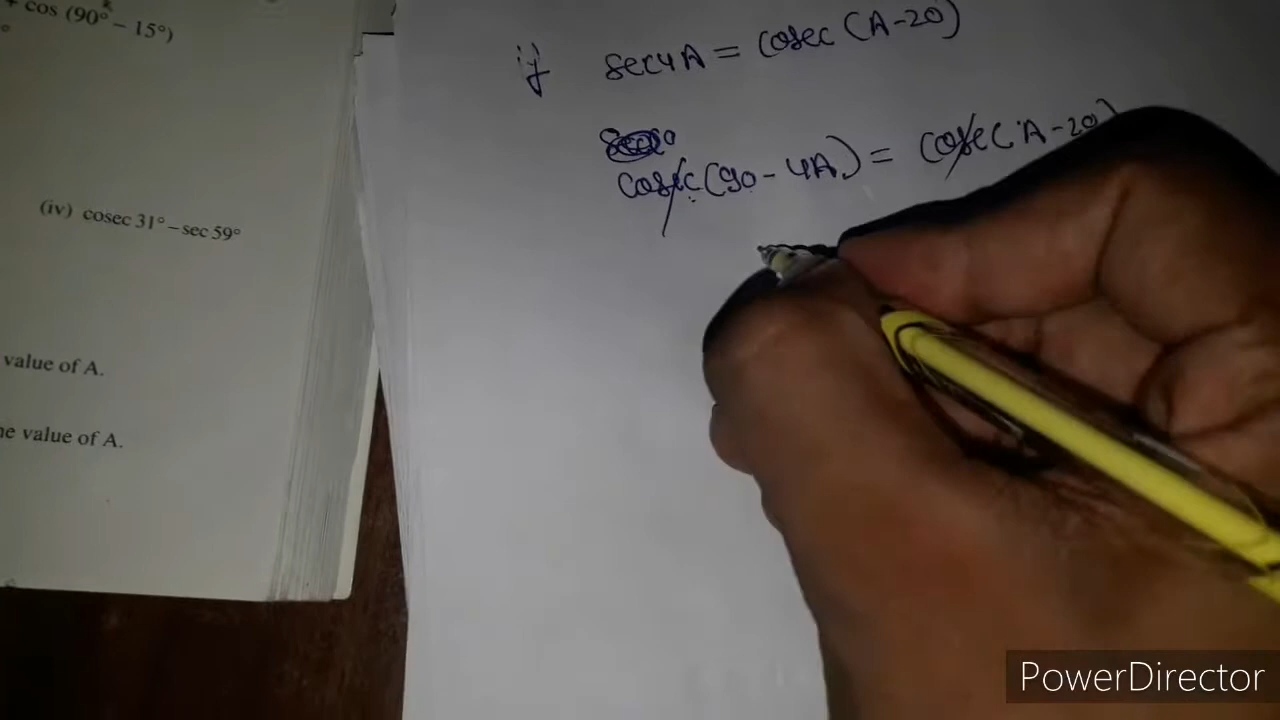 cos (90° – 15°)
(iv) cosec 31° – sec 59°
value of A.
value of A.
if sec4A = cosec (A-20)
cosec (90 - 4A) = cosec (A-20)
PowerDirector